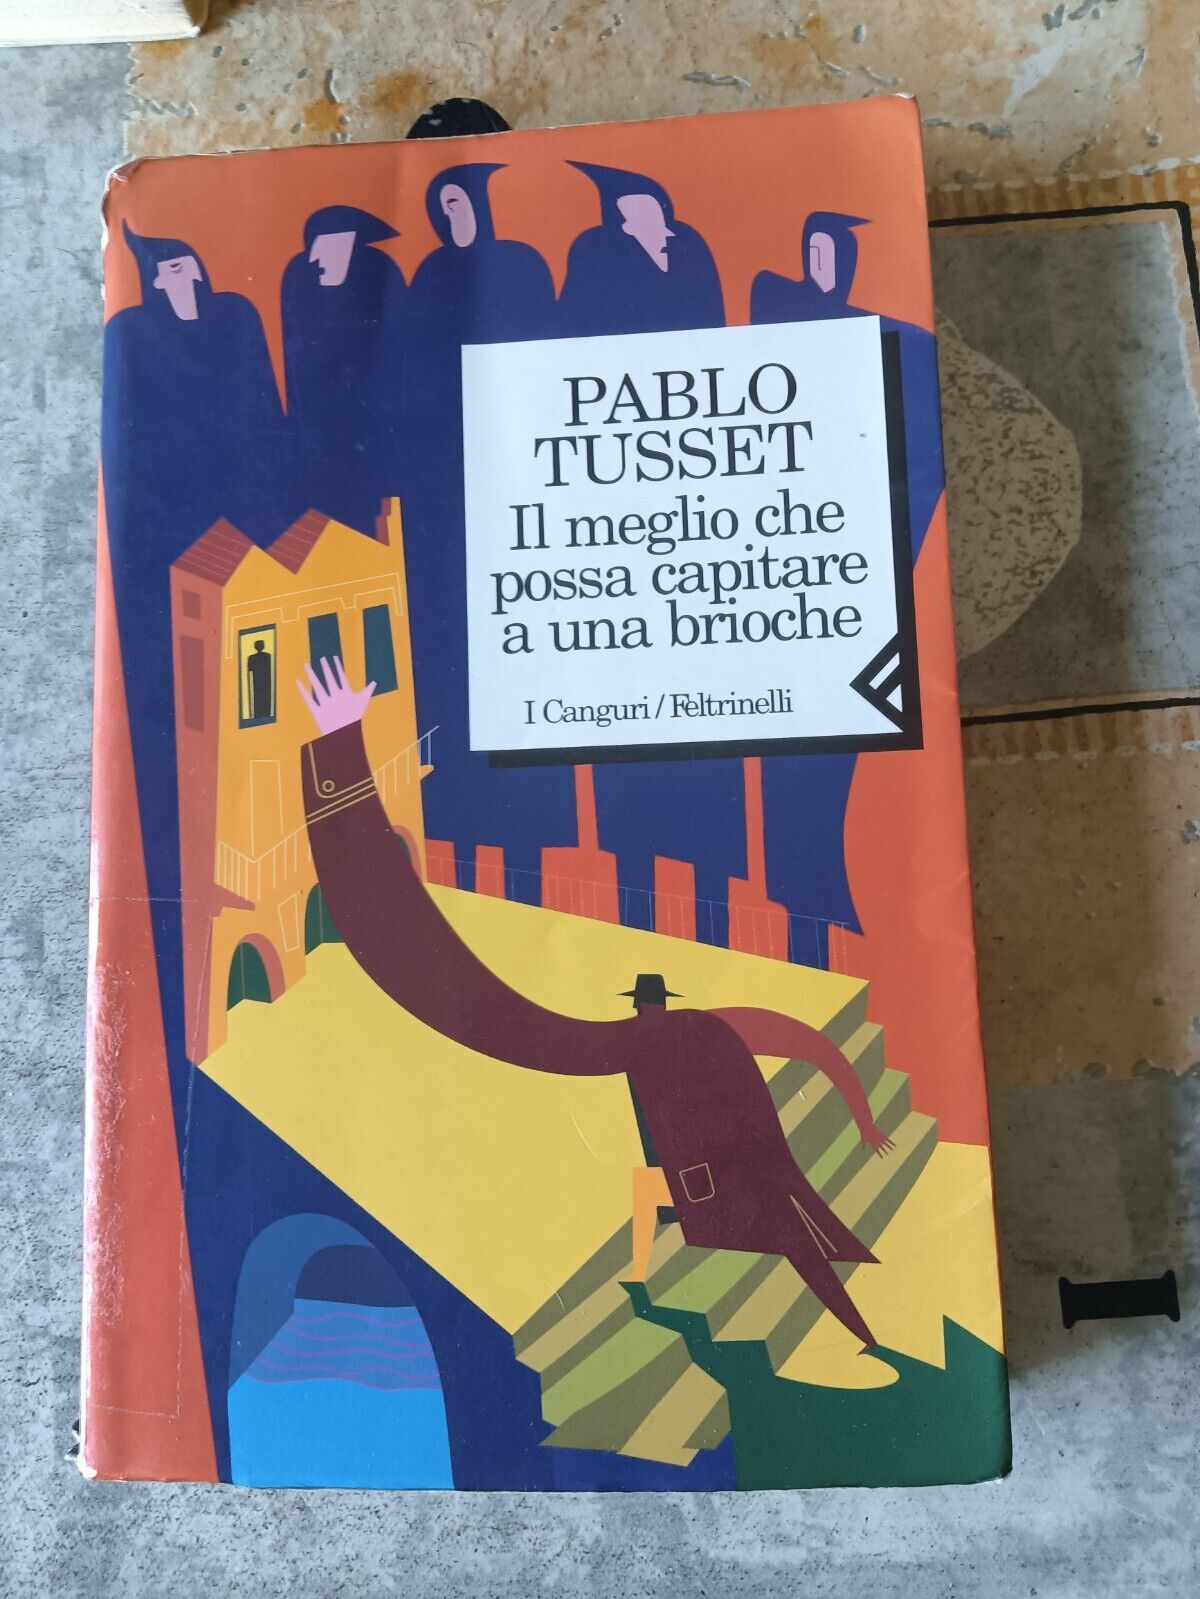 PABLO
TUSSET
Il meglio che
possa capitare
a una brioche
I Canguri / Feltrinelli